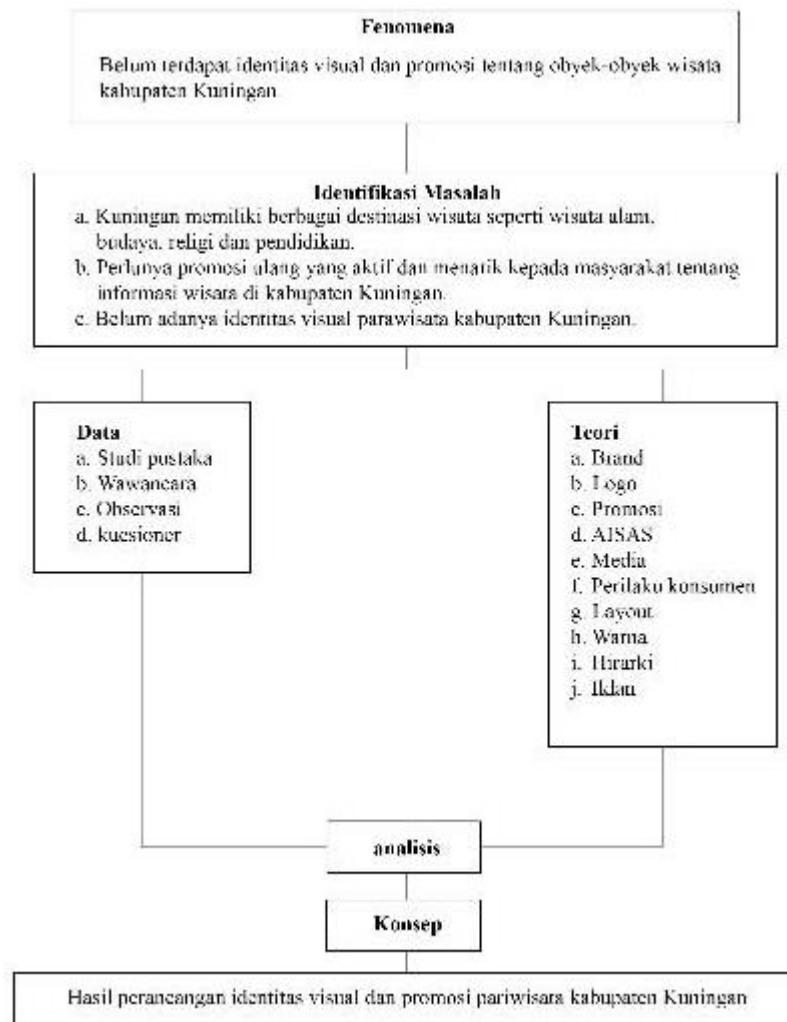 Fenomena
Belum terdapat identitas visual dan promosi tentang obyek-obyek wisata
kabupaten Kuningan
Identifikasi Masalah
a. Kuningan memiliki berbagai destinasi wisata seperti wisata alam,
budaya, religi dan pendidikan.
b. Perlunya promosi ulang yang aktif dan menarik kepada masyarakat tentang
informasi wisata di kabupaten Kuningan.
c. Belum adanya identitas visual parawisata kabupaten Kuningan.
Data
a. Studi pustaka
b. Wawancara
c. Observasi
d. kuesioner
Teori
a. Brand
b. Logo
c. Promosi
d. AISAS
e. Media
f. Perilaku konsumen
g. Layout
h. Warna
i. Hirarki
j. Iklan
analisis
Konsep
Hasil perancangan identitas visual dan promosi pariwisata kabupaten Kuningan